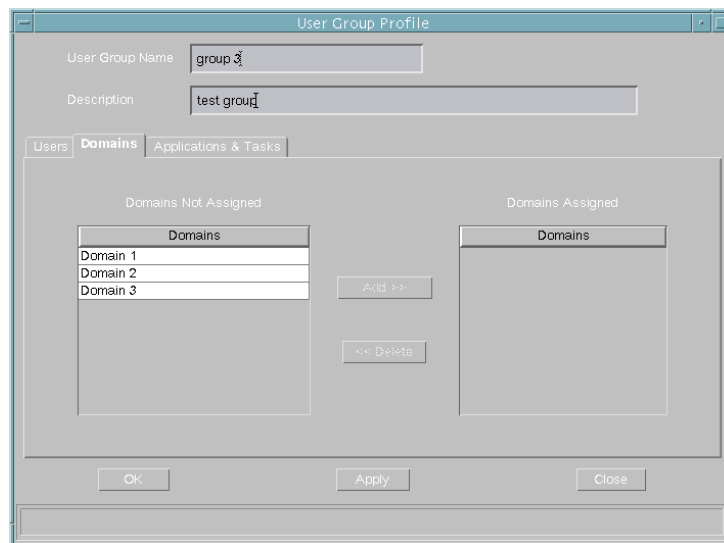 User Group Profile
User Group Name group 3
Description test group
Users Domains Applications & Tasks
Domains Not Assigned Domains Assigned
Domains Domains
Domain 1
Domain 2
Domain 3
Add >>
<< Delete
OK Apply Close